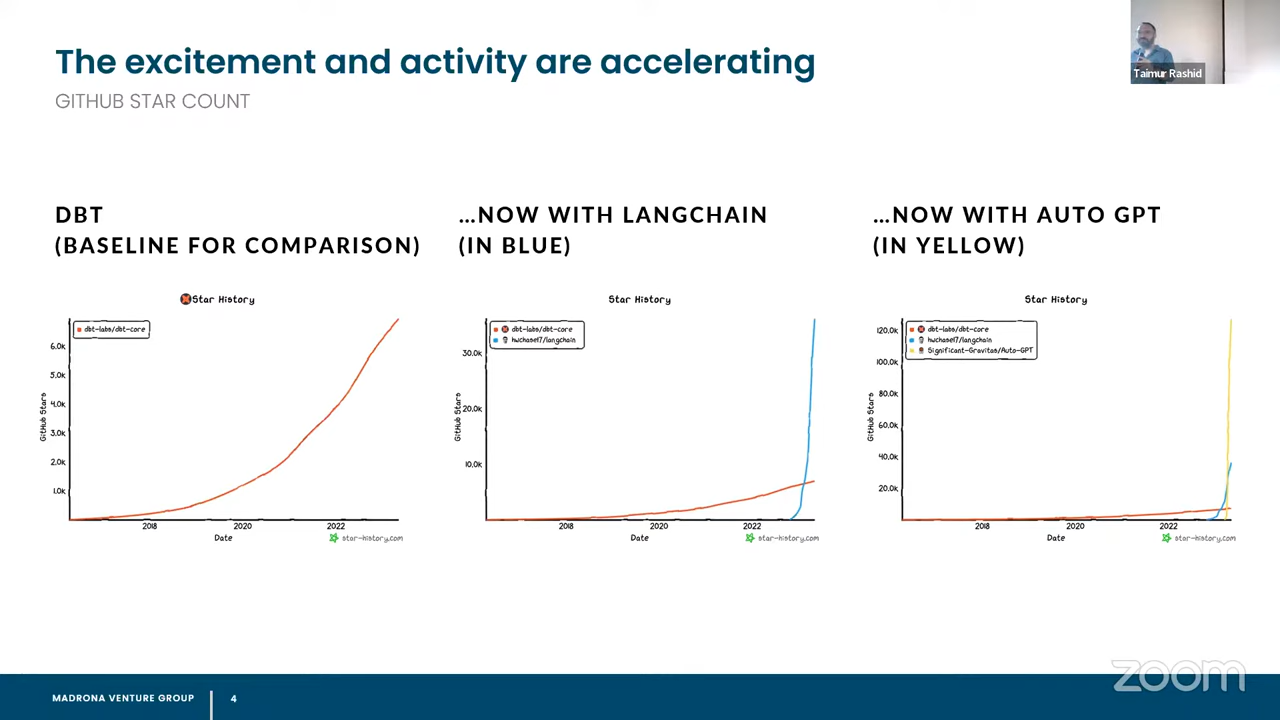 The excitement and activity are accelerating
GITHUB STAR COUNT
Taimur Rashid
DBT
(BASELINE FOR COMPARISON)
Star History
dbt-labs/dbt-core
6.0k
5.0k
4.0k
3.0k
2.0k
1.0k
GitHub Stars
2018
2020
2022
Date
star-history.com
...NOW WITH LANGCHAIN
(IN BLUE)
Star History
dbt-labs/dbt-core
hwchase17/langchain
30.0k
20.0k
10.0k
GitHub Stars
2018
2020
2022
Date
star-history.com
...NOW WITH AUTO GPT
(IN YELLOW)
Star History
dbt-labs/dbt-core
hwchase17/langchain
Significant-Gravitas/Auto-GPT
120.0k
100.0k
80.0k
60.0k
40.0k
20.0k
GitHub Stars
2018
2020
2022
Date
star-history.com
MADRONA VENTURE GROUP
4
zoom